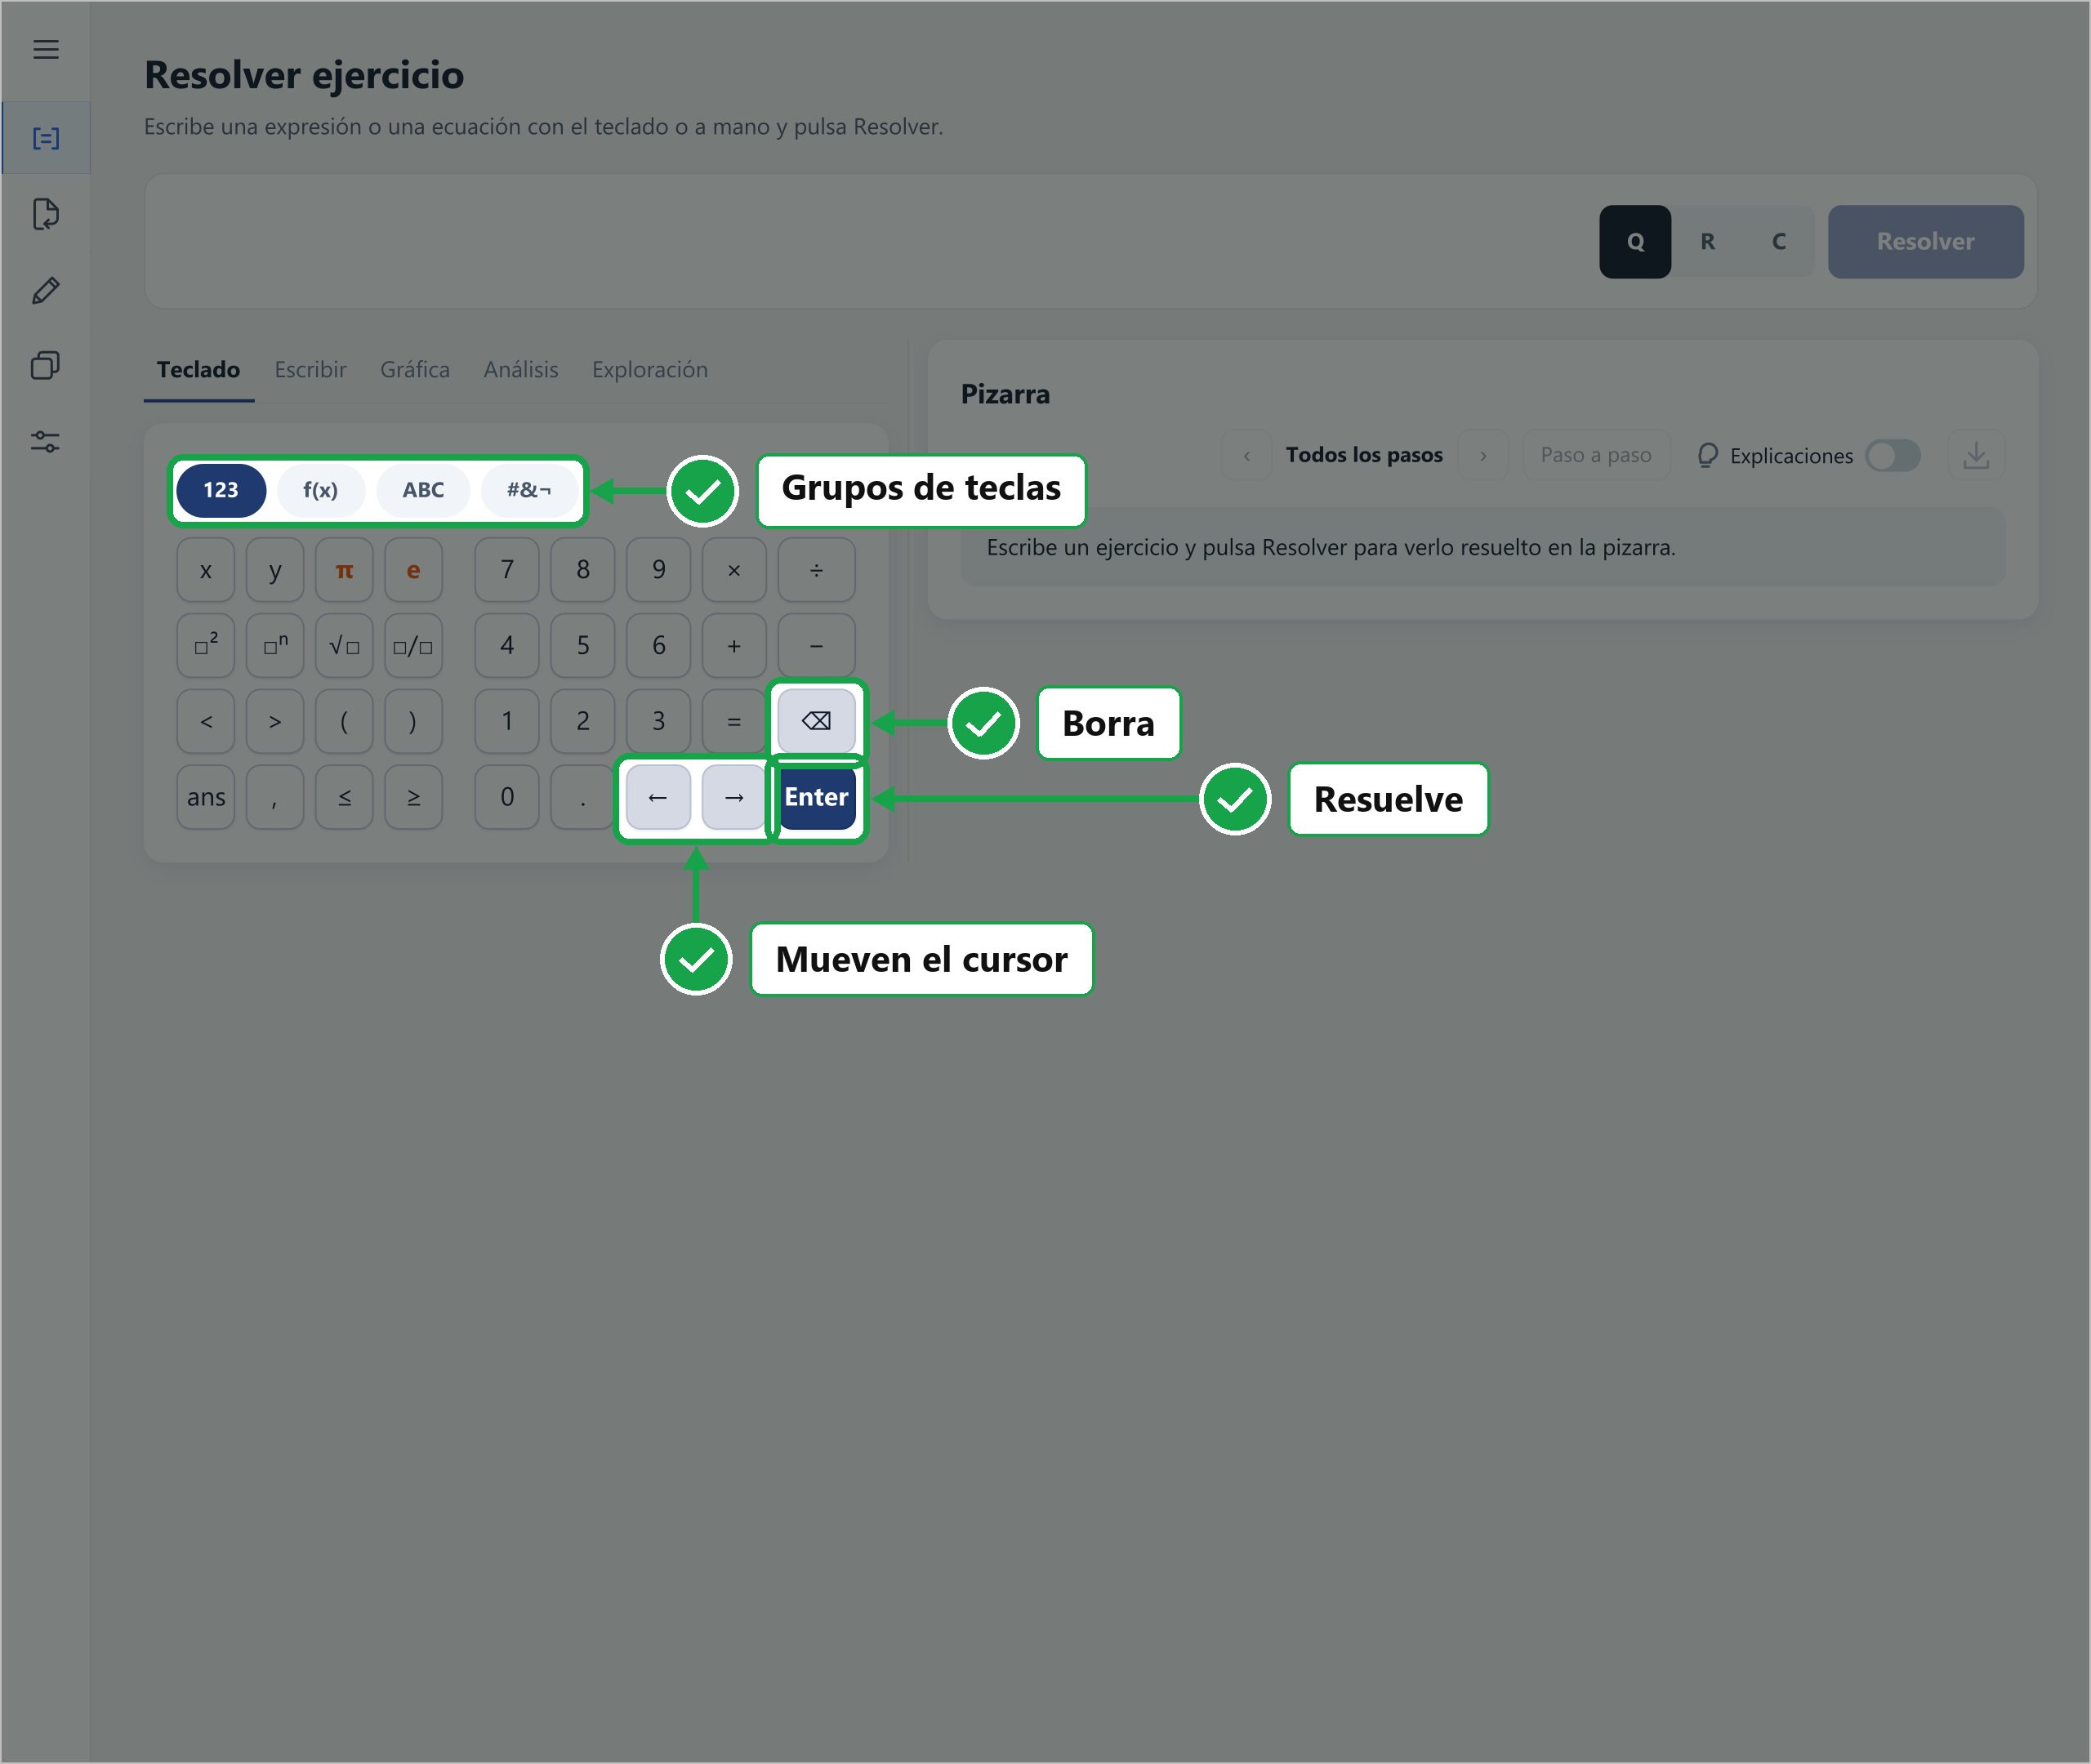 Resolver ejercicio
Escribe una expresión o una ecuación con el teclado o a mano y pulsa Resolver.
Q R C Resolver
Teclado Escribir Gráfica Análisis Exploración
Pizarra
‹ Todos los pasos › Paso a paso Explicaciones
123 f(x) ABC #&¬
Grupos de teclas
Escribe un ejercicio y pulsa Resolver para verlo resuelto en la pizarra.
x y π e 7 8 9 × ÷
□² □ⁿ √□ □/□ 4 5 6 + −
< > ( ) 1 2 3 = ⌫
Borra
ans , ≤ ≥ 0 . ← → Enter
Resuelve
Mueven el cursor